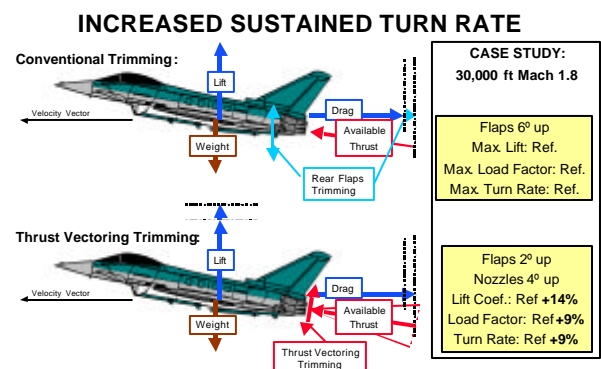 INCREASED SUSTAINED TURN RATE
Conventional Trimming:
Lift
Velocity Vector
Drag
Available
Thrust
Weight
Rear Flaps
Trimming
CASE STUDY:
30,000 ft Mach 1.8
Flaps 6º up
Max. Lift: Ref.
Max. Load Factor: Ref.
Max. Turn Rate: Ref.
Thrust Vectoring Trimming:
Lift
Velocity Vector
Drag
Available
Thrust
Weight
Thrust Vectoring
Trimming
Flaps 2º up
Nozzles 4º up
Lift Coef.: Ref +14%
Load Factor: Ref +9%
Turn Rate: Ref +9%